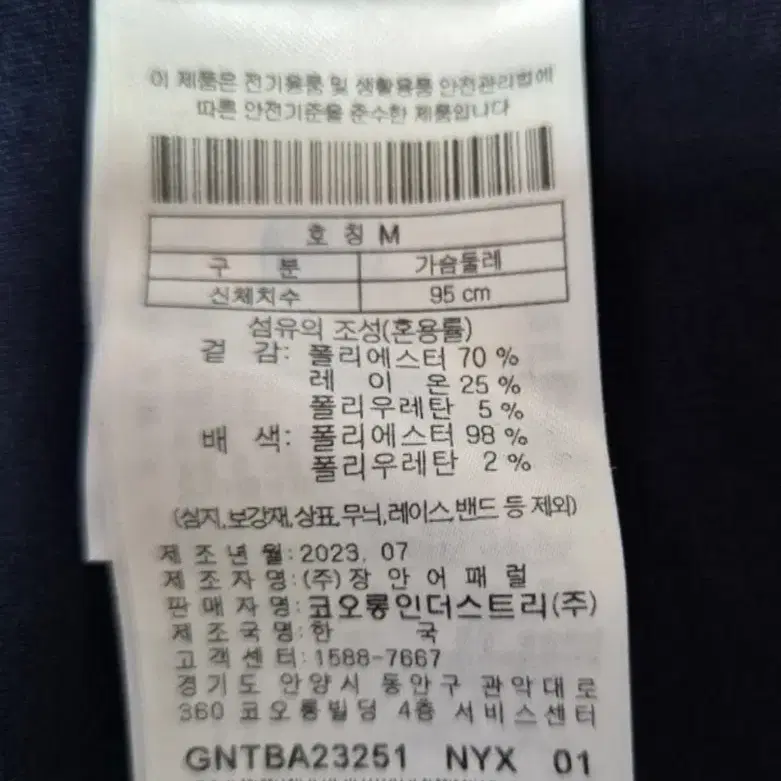 이 제품은 전기용품 및 생활용품 안전관리법에
따른 안전기준을 준수한 제품입니다
호 칭 M
구 분 가슴둘레
신체치수 95 cm
섬유의 조성(혼용률)
겉 감: 폴리에스터 70 %
레 이 온 25 %
폴리우레탄 5 %
배 색: 폴리에스터 98 %
폴리우레탄 2 %
(심지,보강재,상표,무늬,레이스,밴드 등 제외)
제 조 년 월:2023. 07
제 조 자 명:(주)장 안 어 패 럴
판 매 자 명:코오롱인더스트리(주)
제 조 국 명:한 국
고 객 센 터:1588-7667
경 기 도 안 양 시 동 안 구 관 악 대 로
360 코 오 롱 빌 딩 4층 서 비 스 센 터
GNTBA23251 NYX 01